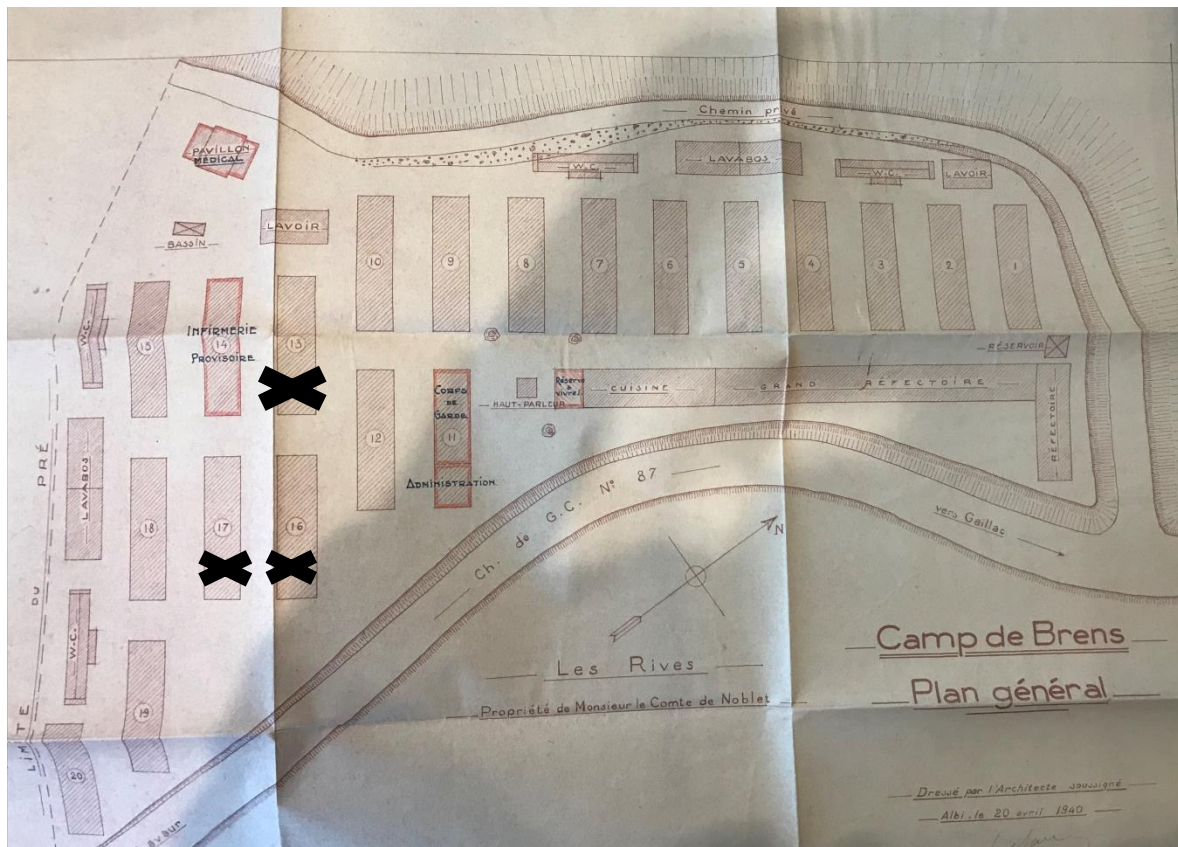 Chemin privé
PAVILLON
MÉDICAL
W.C.
LAVABOS
W.C.
LAVOIR
BASSIN
LAVOIR
10
9
8
7
6
5
4
3
2
1
W.C.
15
INFIRMERIE
14
PROVISOIRE
13
RÉSERVOIR
12
CORPS
DE
GARDE
11
ADMINISTRATION
HAUT-PARLEUR
RÉSERVE
À
VIVRES
CUISINE
GRAND RÉFECTOIRE
RÉFECTOIRE
LIMITE DU PRÉ
LAVABOS
18
17
16
Ch. de G.C. N° 87
vers Gaillac
N
W.C.
19
20
Les Rives
Propriété de Monsieur le Comte de Noblet
Camp de Brens
Plan général
Dressé par l'Architecte soussigné
Albi, le 20 avril 1940